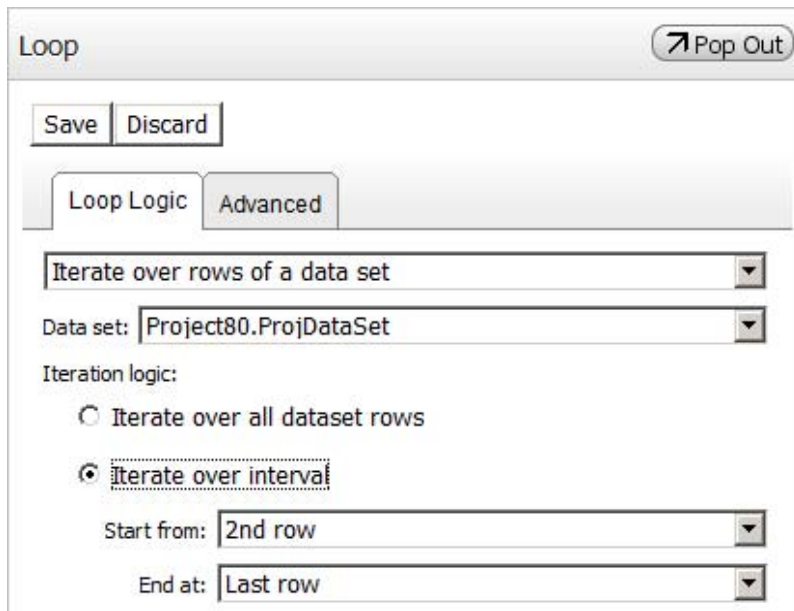 Loop
Pop Out
Save Discard
Loop Logic Advanced
Iterate over rows of a data set
Data set: Project80.ProjDataSet
Iteration logic:
Iterate over all dataset rows
Iterate over interval
Start from: 2nd row
End at: Last row